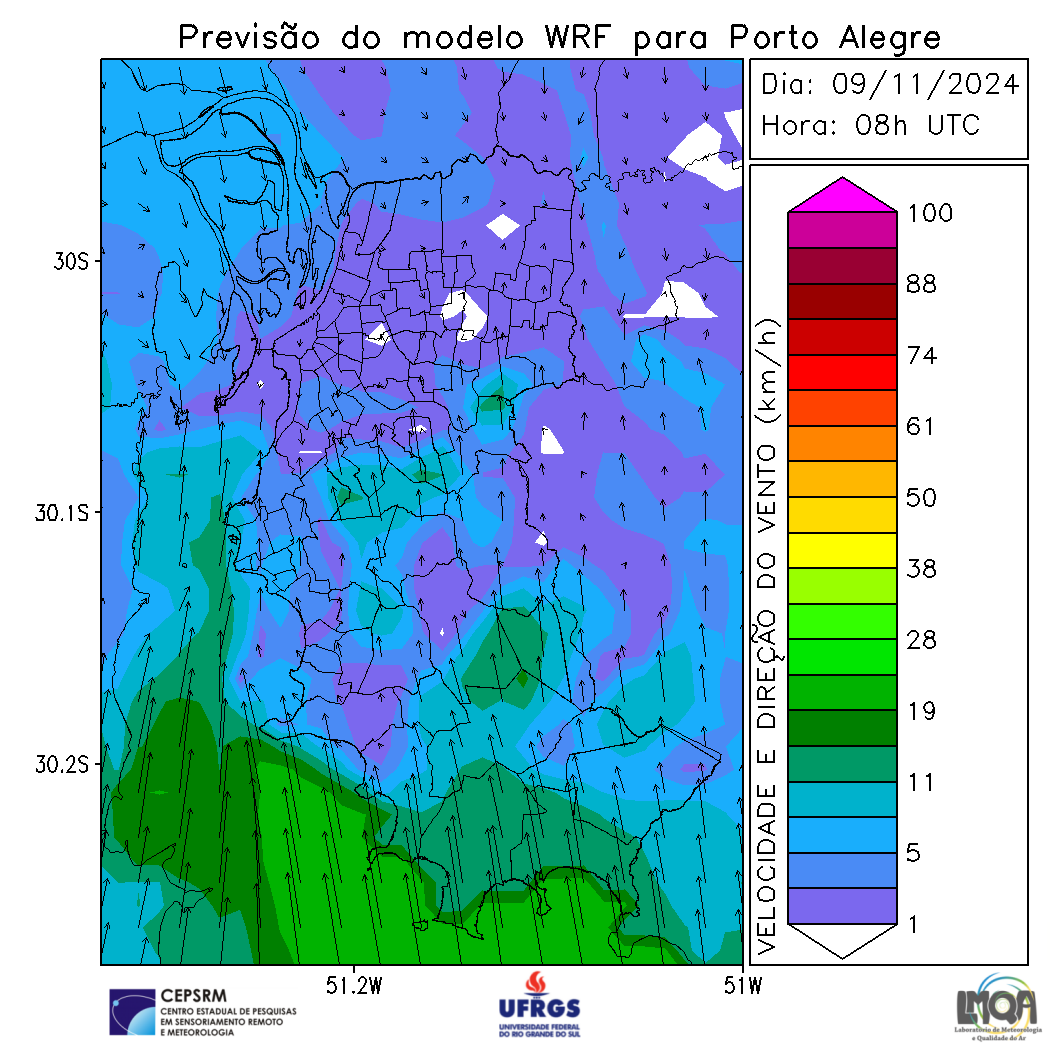 Previsão do modelo WRF para Porto Alegre
Dia: 09/11/2024
Hora: 08h UTC
30S
30.1S
30.2S
51.2W
51W
VELOCIDADE E DIREÇÃO DO VENTO (km/h)
100
88
74
61
50
38
28
19
11
5
1
CEPSRM
CENTRO ESTADUAL DE PESQUISAS
EM SENSORIAMENTO REMOTO
E METEOROLOGIA
UFRGS
UNIVERSIDADE FEDERAL
DO RIO GRANDE DO SUL
LMQA
Laboratório de Meteorologia
e Qualidade do Ar